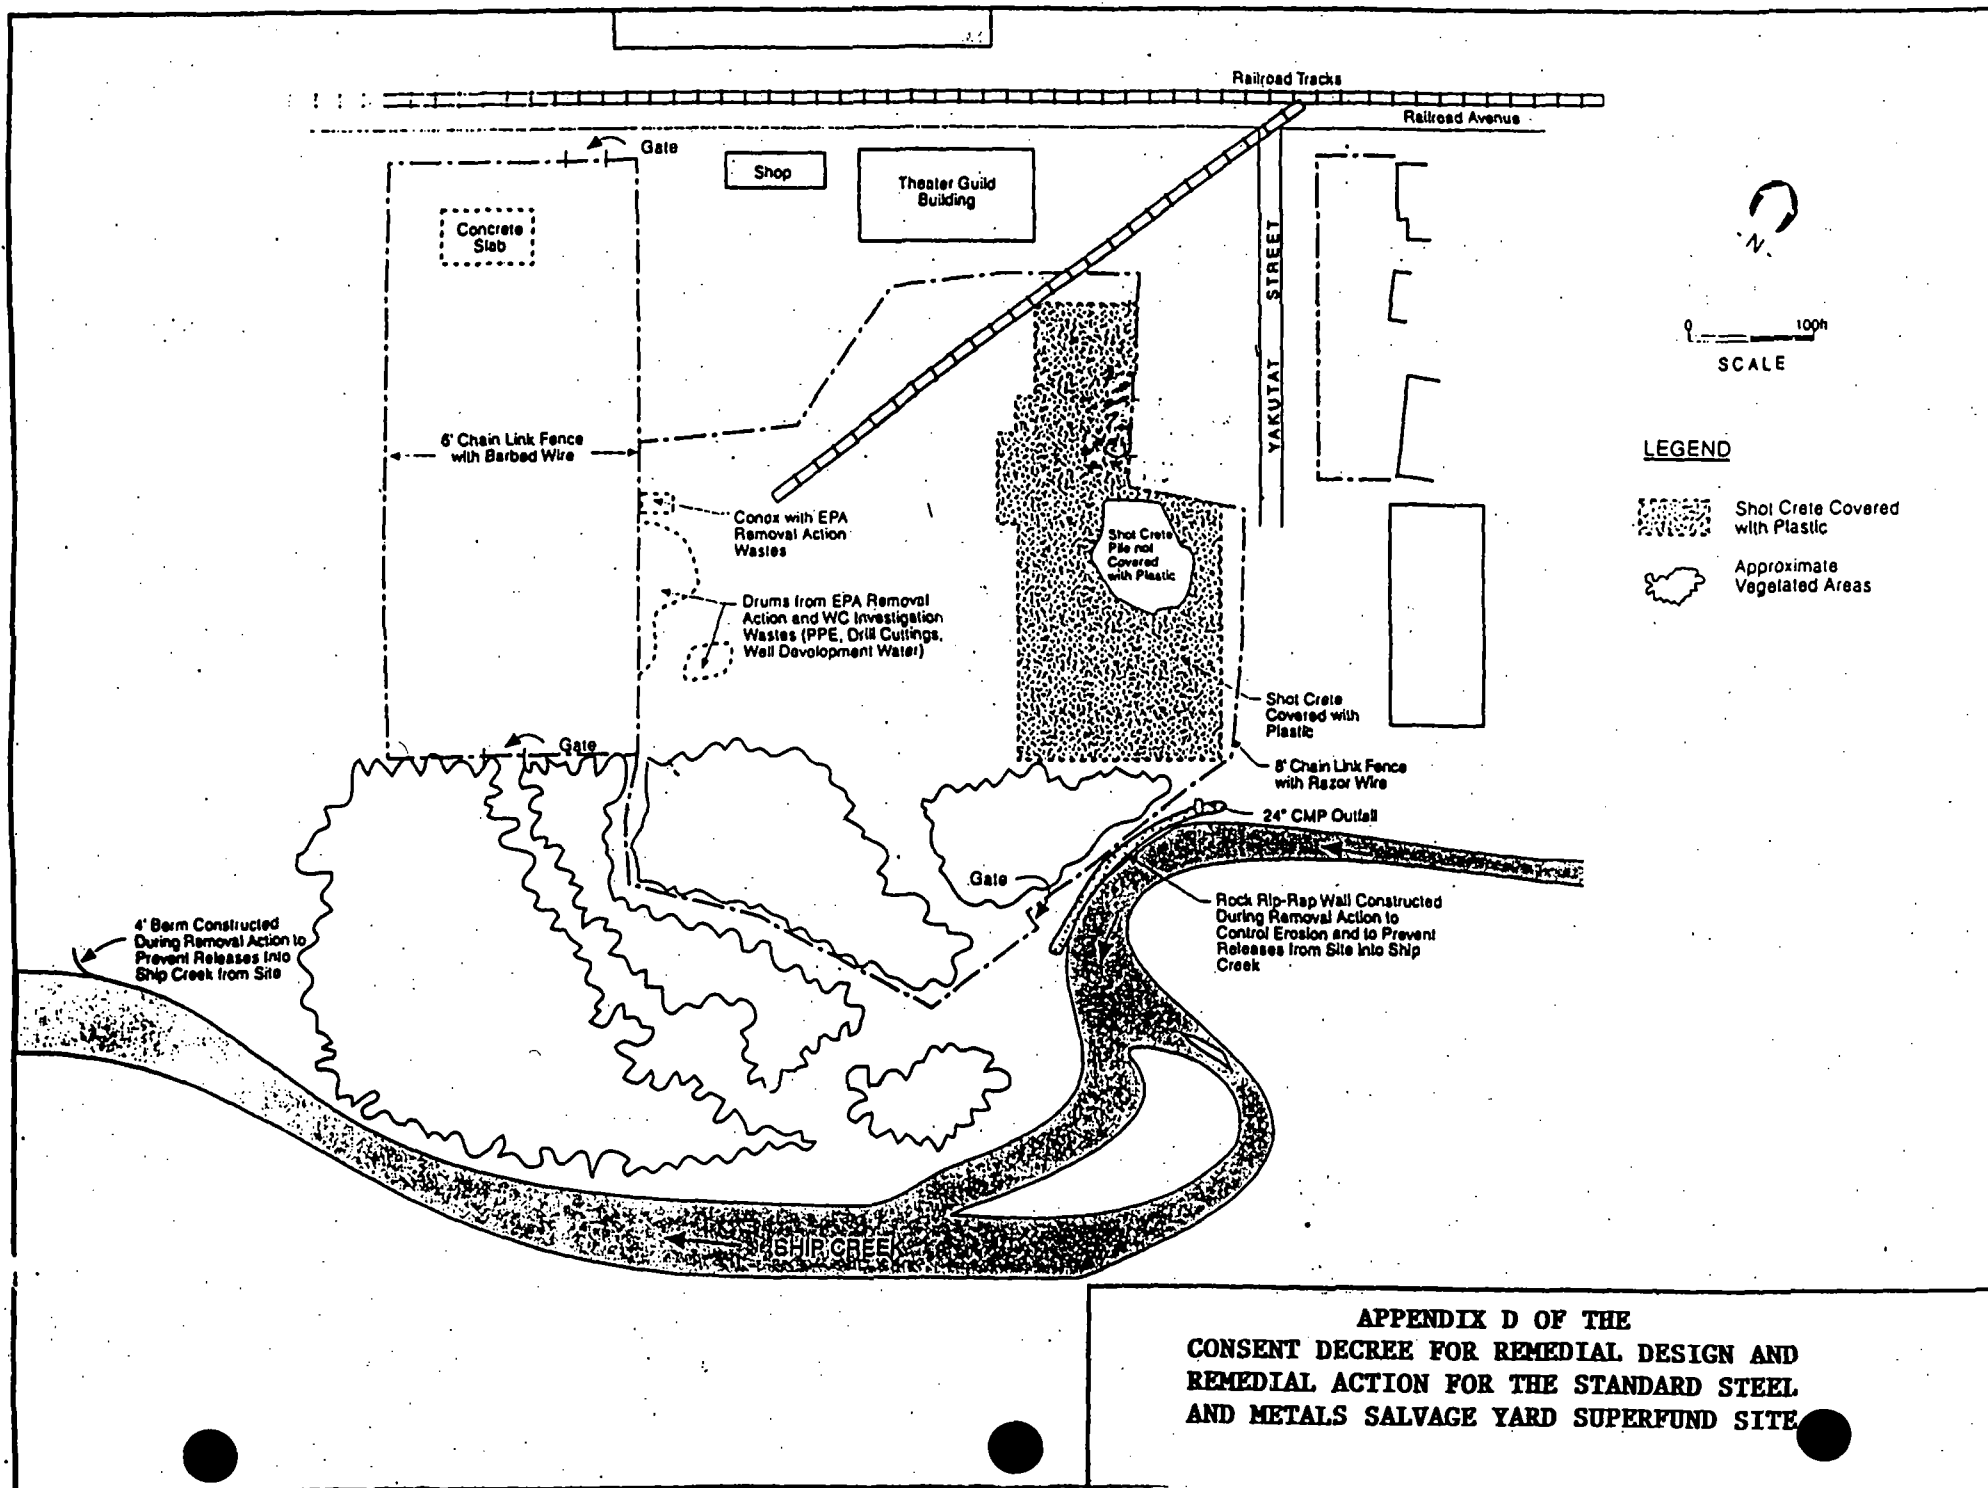 Railroad Tracks
Railroad Avenue
Gate
Shop
Theater Guild
Building
Concrete
Slab
YAKUTAT STREET
N
0 100ft
SCALE
6' Chain Link Fence
with Barbed Wire
LEGEND
Shot Crete Covered
with Plastic
Approximate
Vegetated Areas
Conex with EPA
Removal Action
Wastes
Shot Crete
Pile not
Covered
with Plastic
Drums from EPA Removal
Action and WC Investigation
Wastes (PPE, Drill Cuttings,
Well Development Water)
Shot Crete
Covered with
Plastic
Gate
8' Chain Link Fence
with Razor Wire
24" CMP Outfall
Gate
Rock Rip-Rap Wall Constructed
During Removal Action to
Control Erosion and to Prevent
Releases from Site into Ship
Creek
4' Berm Constructed
During Removal Action to
Prevent Releases into
Ship Creek from Site
SHIP CREEK
APPENDIX D OF THE
CONSENT DECREE FOR REMEDIAL DESIGN AND
REMEDIAL ACTION FOR THE STANDARD STEEL
AND METALS SALVAGE YARD SUPERFUND SITE